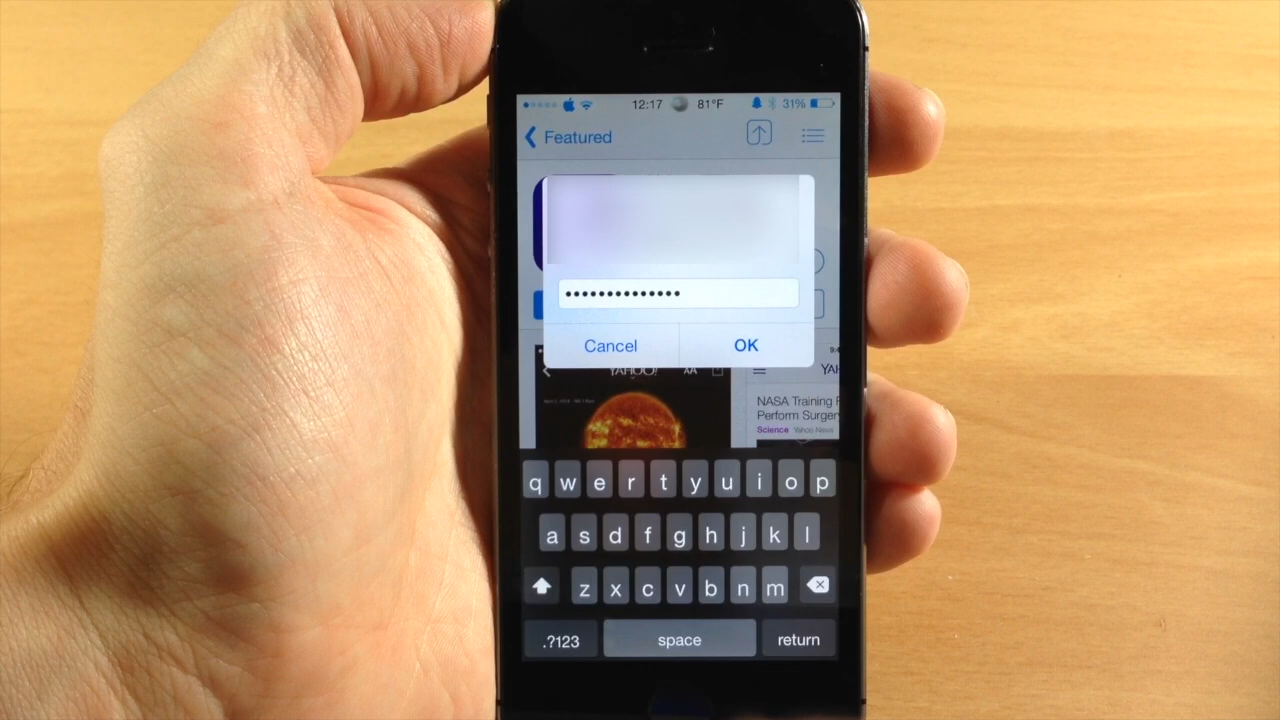 12:17 81°F 31%
Featured
••••••••••••••
Cancel OK
YAHOO! AA
NASA Training
Perform Surger
Science Yahoo News
q w e r t y u i o p
a s d f g h j k l
z x c v b n m
.?123 space return